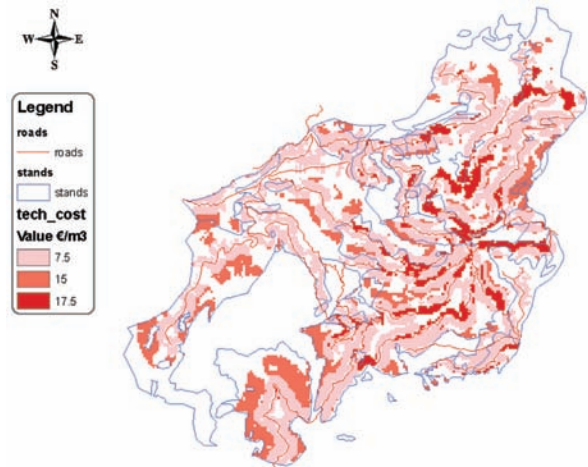 N
W E
S
Legend
roads
roads
stands
stands
tech_cost
Value €/m3
7.5
15
17.5